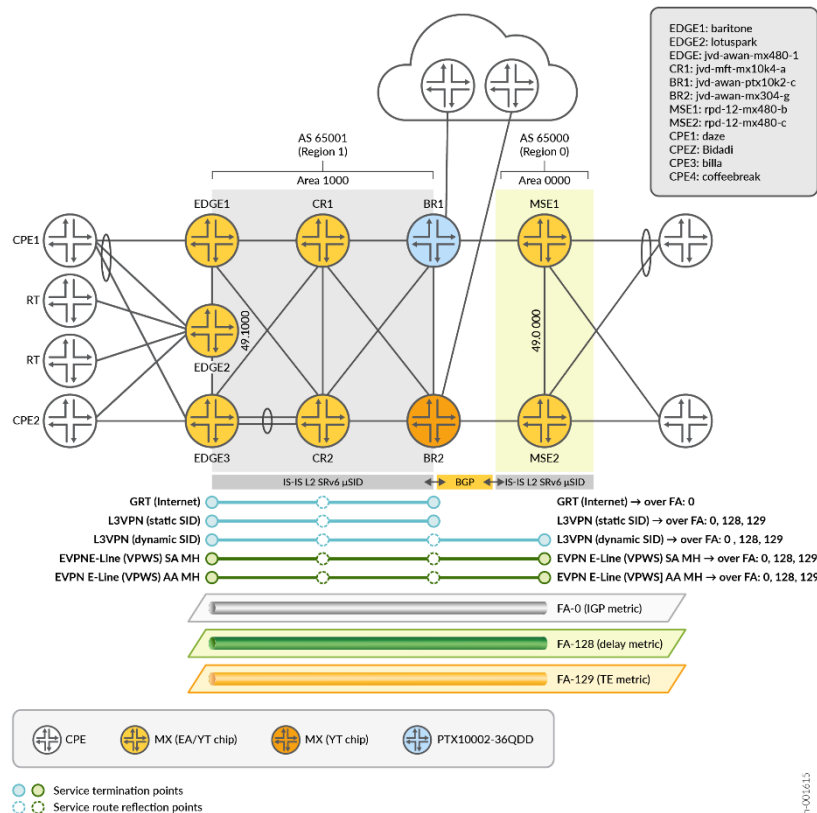 EDGE1: baritone
EDGE2: lotuspark
EDGE: jvd-awan-mx480-1
CR1: jvd-mft-mx10k4-a
BR1: jvd-awan-ptx10k2-c
BR2: jvd-awan-mx304-g
MSE1: rpd-12-mx480-b
MSE2: rpd-12-mx480-c
CPE1: daze
CPEZ: Bidadi
CPE3: billa
CPE4: coffeebreak
AS 65001
(Region 1)
AS 65000
(Region 0)
Area 1000
Area 0000
EDGE1
CR1
BR1
MSE1
CPE1
RT
49.1000
49.0 000
EDGE2
RT
CPE2
EDGE3
CR2
BR2
MSE2
IS-IS L2 SRv6 µSID
BGP
IS-IS L2 SRv6 µSID
GRT (Internet)
GRT (Internet) → over FA: 0
L3VPN (static SID)
L3VPN (static SID) → over FA: 0, 128, 129
L3VPN (dynamic SID)
L3VPN (dynamic SID) → over FA: 0 , 128, 129
EVPNE-Line (VPWS) SA MH
EVPN E-Line (VPWS) SA MH → over FA: 0, 128, 129
EVPN E-Line (VPWS) AA MH
EVPN E-Line (VPWS] AA MH → over FA: 0, 128, 129
FA-0 (IGP metric)
FA-128 (delay metric)
FA-129 (TE metric)
CPE
MX (EA/YT chip)
MX (YT chip)
PTX10002-36QDD
Service termination points
Service route reflection points